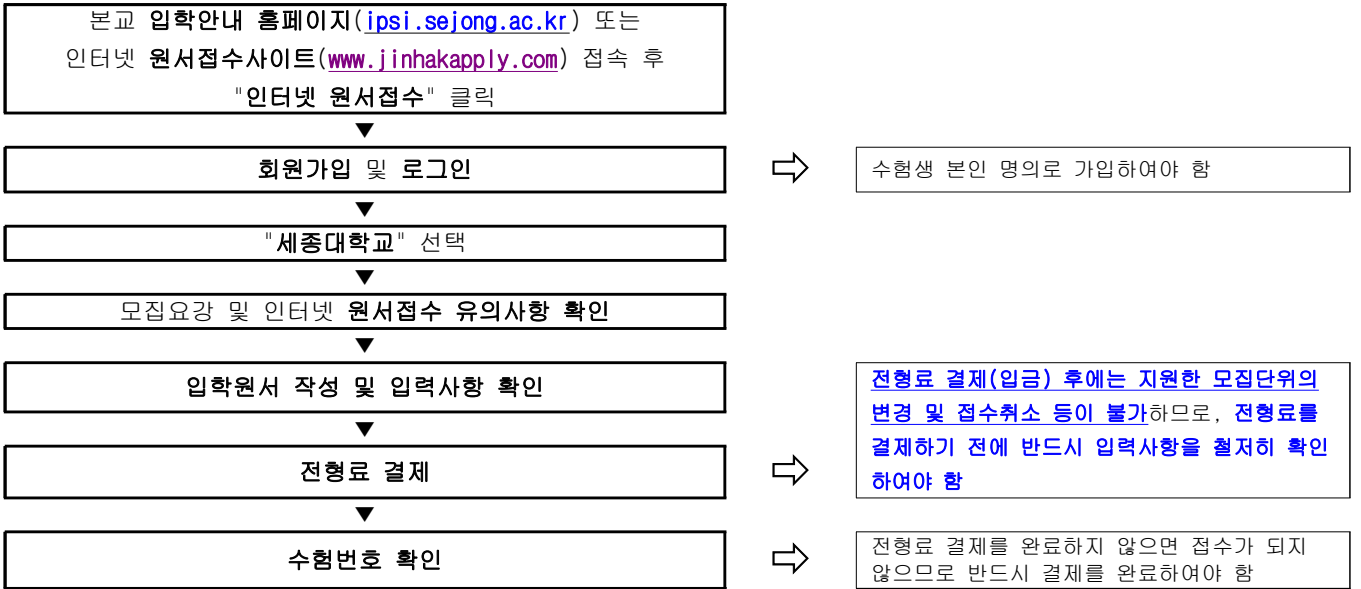 본교 입학안내 홈페이지(ipsi.sejong.ac.kr) 또는
인터넷 원서접수사이트(www.jinhakapply.com) 접속 후
"인터넷 원서접수" 클릭
▼
회원가입 및 로그인
수험생 본인 명의로 가입하여야 함
▼
"세종대학교" 선택
▼
모집요강 및 인터넷 원서접수 유의사항 확인
▼
입학원서 작성 및 입력사항 확인
▼
전형료 결제
전형료 결제(입금) 후에는 지원한 모집단위의
변경 및 접수취소 등이 불가하므로, 전형료를
결제하기 전에 반드시 입력사항을 철저히 확인
하여야 함
▼
수험번호 확인
전형료 결제를 완료하지 않으면 접수가 되지
않으므로 반드시 결제를 완료하여야 함